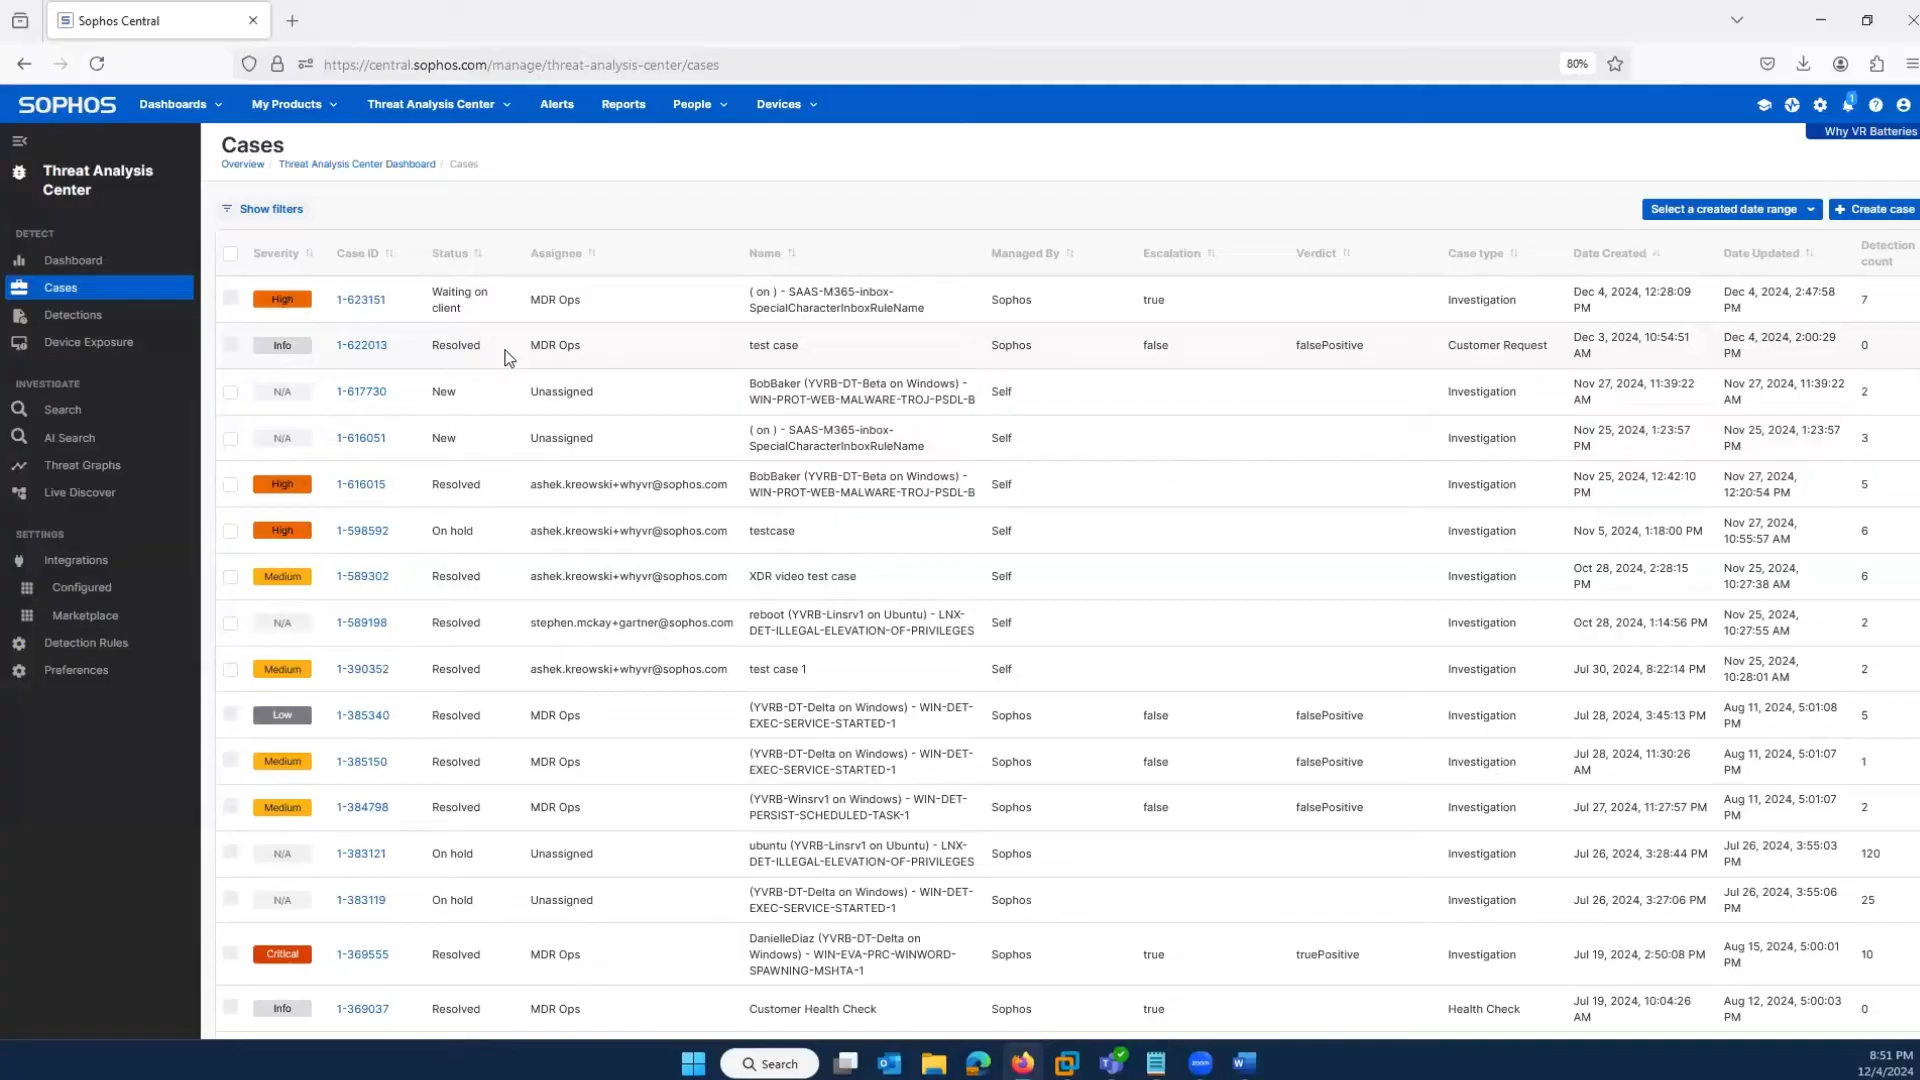 Sophos Central
https://central.sophos.com/manage/threat-analysis-center/cases
80%
SOPHOS
Dashboards
My Products
Threat Analysis Center
Alerts
Reports
People
Devices
1
Why VR Batteries
Threat Analysis
Center
DETECT
Dashboard
Cases
Detections
Device Exposure
INVESTIGATE
Search
AI Search
Threat Graphs
Live Discover
SETTINGS
Integrations
Configured
Marketplace
Detection Rules
Preferences
Cases
Overview / Threat Analysis Center Dashboard / Cases
Show filters
Select a created date range
+ Create case
Severity Case ID Status Assignee Name Managed By Escalation Verdict Case type Date Created Date Updated Detection count
High 1-623151 Waiting on client MDR Ops ( on ) - SAAS-M365-inbox-SpecialCharacterInboxRuleName Sophos true Investigation Dec 4, 2024, 12:28:09 PM Dec 4, 2024, 2:47:58 PM 7
Info 1-622013 Resolved MDR Ops test case Sophos false falsePositive Customer Request Dec 3, 2024, 10:54:51 AM Dec 4, 2024, 2:00:29 PM 0
N/A 1-617730 New Unassigned BobBaker (YVRB-DT-Beta on Windows) - WIN-PROT-WEB-MALWARE-TROJ-PSDL-B Self Investigation Nov 27, 2024, 11:39:22 AM Nov 27, 2024, 11:39:22 AM 2
N/A 1-616051 New Unassigned ( on ) - SAAS-M365-inbox-SpecialCharacterInboxRuleName Self Investigation Nov 25, 2024, 1:23:57 PM Nov 25, 2024, 1:23:57 PM 3
High 1-616015 Resolved ashek.kreowski+whyvr@sophos.com BobBaker (YVRB-DT-Beta on Windows) - WIN-PROT-WEB-MALWARE-TROJ-PSDL-B Self Investigation Nov 25, 2024, 12:42:10 PM Nov 27, 2024, 12:20:54 PM 5
High 1-598592 On hold ashek.kreowski+whyvr@sophos.com testcase Self Investigation Nov 5, 2024, 1:18:00 PM Nov 27, 2024, 10:55:57 AM 6
Medium 1-589302 Resolved ashek.kreowski+whyvr@sophos.com XDR video test case Self Investigation Oct 28, 2024, 2:28:15 PM Nov 25, 2024, 10:27:38 AM 6
N/A 1-589198 Resolved stephen.mckay+gartner@sophos.com reboot (YVRB-Linsrv1 on Ubuntu) - LNX-DET-ILLEGAL-ELEVATION-OF-PRIVILEGES Self Investigation Oct 28, 2024, 1:14:56 PM Nov 25, 2024, 10:27:55 AM 2
Medium 1-390352 Resolved ashek.kreowski+whyvr@sophos.com test case 1 Self Investigation Jul 30, 2024, 8:22:14 PM Nov 25, 2024, 10:28:01 AM 2
Low 1-385340 Resolved MDR Ops (YVRB-DT-Delta on Windows) - WIN-DET-EXEC-SERVICE-STARTED-1 Sophos false falsePositive Investigation Jul 28, 2024, 3:45:13 PM Aug 11, 2024, 5:01:08 PM 5
Medium 1-385150 Resolved MDR Ops (YVRB-DT-Delta on Windows) - WIN-DET-EXEC-SERVICE-STARTED-1 Sophos false falsePositive Investigation Jul 28, 2024, 11:30:26 AM Aug 11, 2024, 5:01:07 PM 1
Medium 1-384798 Resolved MDR Ops (YVRB-Winsrv1 on Windows) - WIN-DET-PERSIST-SCHEDULED-TASK-1 Sophos false falsePositive Investigation Jul 27, 2024, 11:27:57 PM Aug 11, 2024, 5:01:07 PM 2
N/A 1-383121 On hold Unassigned ubuntu (YVRB-Linsrv1 on Ubuntu) - LNX-DET-ILLEGAL-ELEVATION-OF-PRIVILEGES Sophos Investigation Jul 26, 2024, 3:28:44 PM Jul 26, 2024, 3:55:03 PM 120
N/A 1-383119 On hold Unassigned (YVRB-DT-Delta on Windows) - WIN-DET-EXEC-SERVICE-STARTED-1 Sophos Investigation Jul 26, 2024, 3:27:06 PM Jul 26, 2024, 3:55:06 PM 25
Critical 1-369555 Resolved MDR Ops DanielleDiaz (YVRB-DT-Delta on Windows) - WIN-EVA-PRC-WINWORD-SPAWNING-MSHTA-1 Sophos true truePositive Investigation Jul 19, 2024, 2:50:08 PM Aug 15, 2024, 5:00:01 PM 10
Info 1-369037 Resolved MDR Ops Customer Health Check Sophos true Health Check Jul 19, 2024, 10:04:26 AM Aug 12, 2024, 5:00:03 PM 0
Search
8:51 PM
12/4/2024